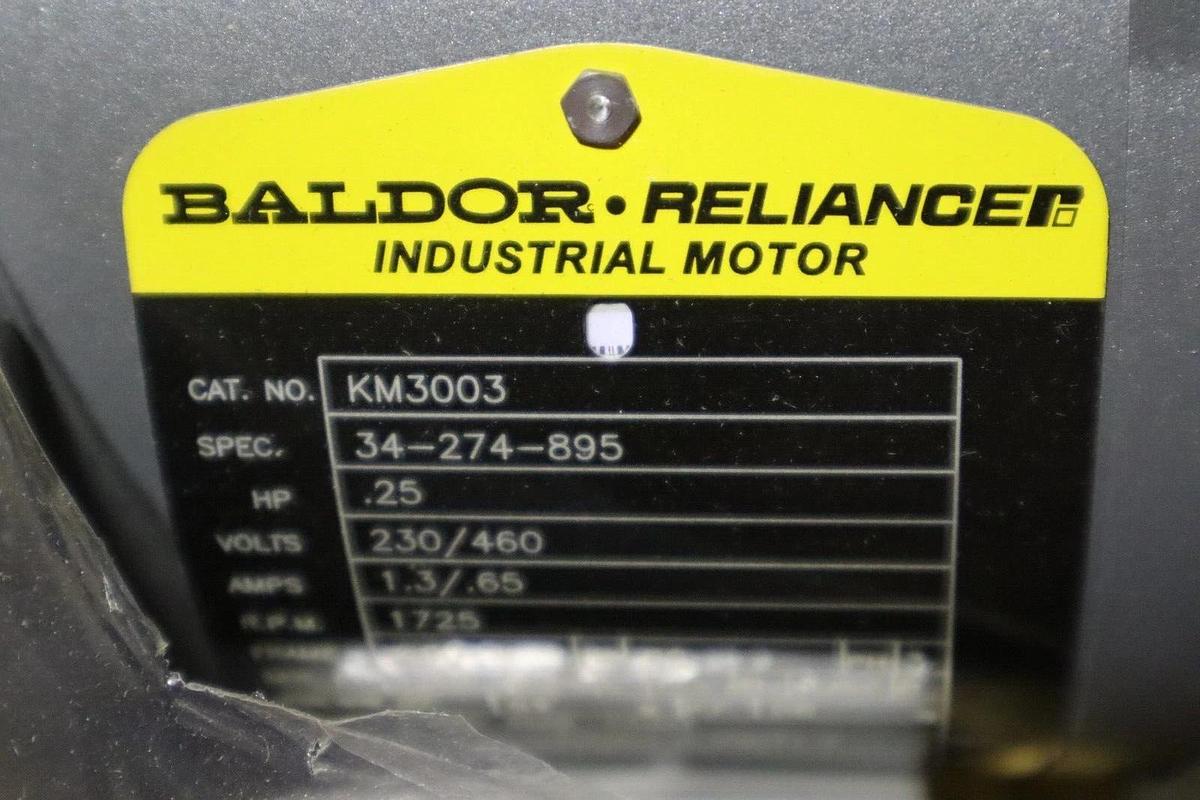 BALDOR • RELIANCE
INDUSTRIAL MOTOR
CAT. NO. KM3003
SPEC. 34-274-895
HP .25
VOLTS 230/460
AMPS 1.3/.65
R.P.M. 1725